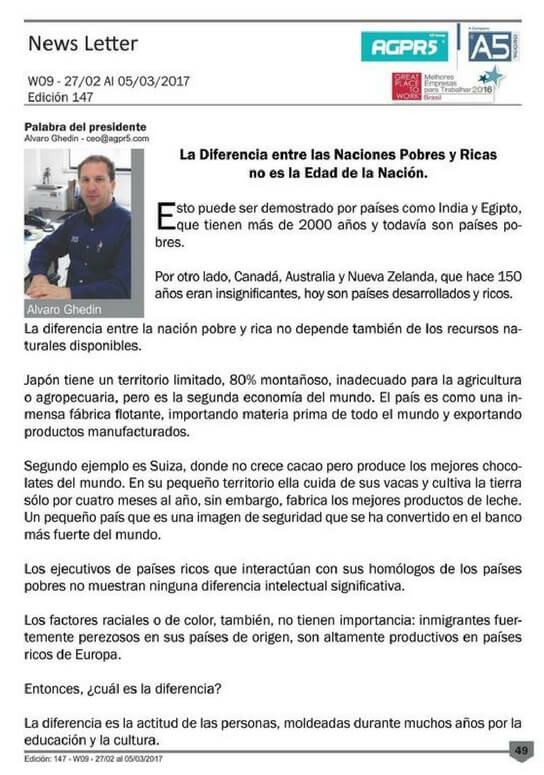 News Letter
AGPR5
A Company
A5
W09 - 27/02 Al 05/03/2017
Edición 147
GREAT
PLACE
TO
WORK
Melhores
Empresas
para Trabalhar 2016
Brasil
Palabra del presidente
Alvaro Ghedin - ceo@agpr5.com
La Diferencia entre las Naciones Pobres y Ricas
no es la Edad de la Nación.
Esto puede ser demostrado por países como India y Egipto,
que tienen más de 2000 años y todavía son países po-
bres.
Por otro lado, Canadá, Australia y Nueva Zelanda, que hace 150
años eran insignificantes, hoy son países desarrollados y ricos.
Alvaro Ghedin
La diferencia entre la nación pobre y rica no depende también de los recursos na-
turales disponibles.
Japón tiene un territorio limitado, 80% montañoso, inadecuado para la agricultura
o agropecuaria, pero es la segunda economía del mundo. El país es como una in-
mensa fábrica flotante, importando materia prima de todo el mundo y exportando
productos manufacturados.
Segundo ejemplo es Suiza, donde no crece cacao pero produce los mejores choco-
lates del mundo. En su pequeño territorio ella cuida de sus vacas y cultiva la tierra
sólo por cuatro meses al año, sin embargo, fabrica los mejores productos de leche.
Un pequeño país que es una imagen de seguridad que se ha convertido en el banco
más fuerte del mundo.
Los ejecutivos de países ricos que interactúan con sus homólogos de los países
pobres no muestran ninguna diferencia intelectual significativa.
Los factores raciales o de color, también, no tienen importancia: inmigrantes fuer-
temente perezosos en sus países de origen, son altamente productivos en países
ricos de Europa.
Entonces, ¿cuál es la diferencia?
La diferencia es la actitud de las personas, moldeadas durante muchos años por la
educación y la cultura.
49
Edición: 147 - W09 - 27/02 al 05/03/2017